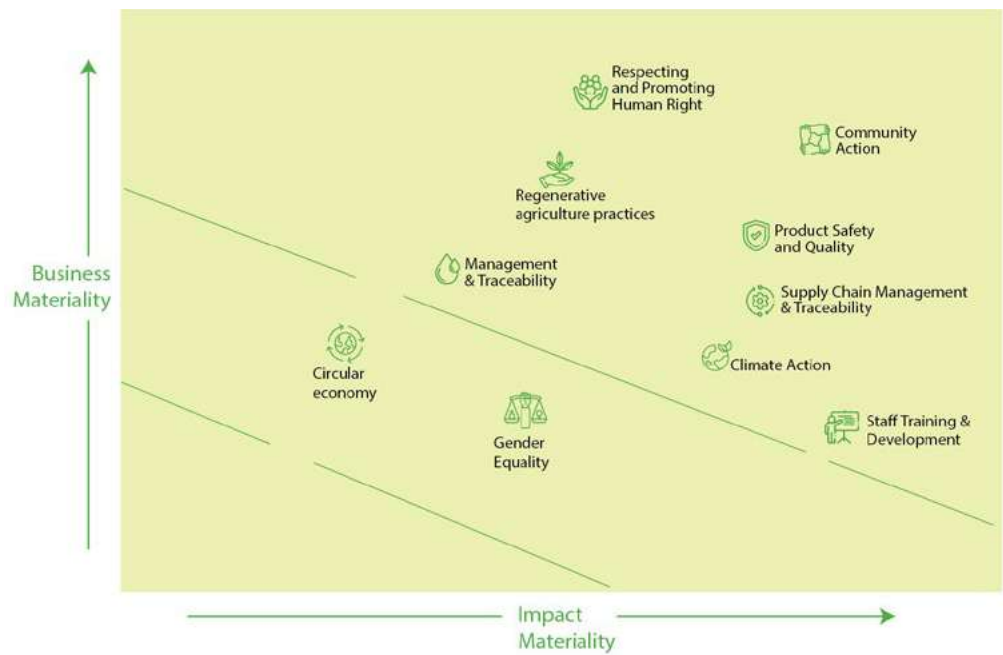 Respecting
and Promoting
Human Right
Community
Action
Regenerative
agriculture practices
Product Safety
and Quality
Management
& Traceability
Business
Materiality
Supply Chain Management
& Traceability
Climate Action
Circular
economy
Staff Training &
Development
Gender
Equality
Impact
Materiality